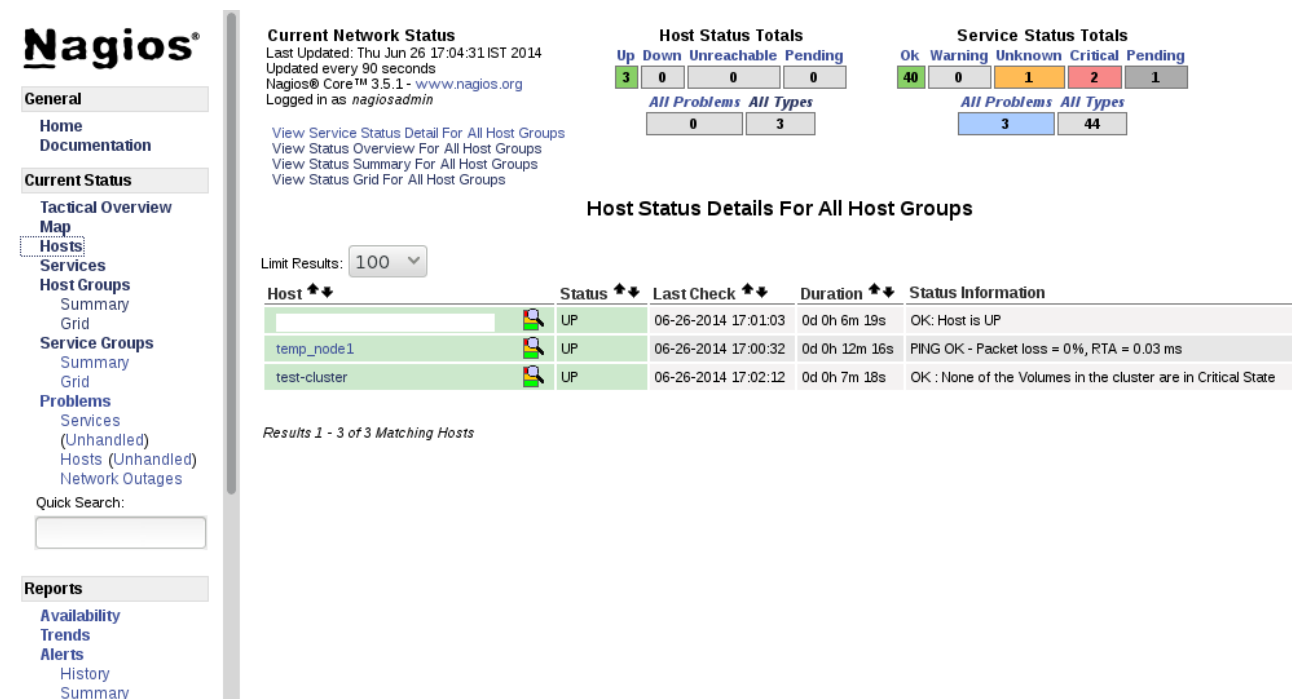 Nagios®
General
Home
Documentation
Current Status
Tactical Overview
Map
Hosts
Services
Host Groups
Summary
Grid
Service Groups
Summary
Grid
Problems
Services
(Unhandled)
Hosts (Unhandled)
Network Outages
Quick Search:
Reports
Availability
Trends
Alerts
History
Summary
Current Network Status
Last Updated: Thu Jun 26 17:04:31 IST 2014
Updated every 90 seconds
Nagios® Core™ 3.5.1 - www.nagios.org
Logged in as nagiosadmin
View Service Status Detail For All Host Groups
View Status Overview For All Host Groups
View Status Summary For All Host Groups
View Status Grid For All Host Groups
Host Status Totals
Up Down Unreachable Pending
3 0 0 0
All Problems All Types
0 3
Service Status Totals
Ok Warning Unknown Critical Pending
40 0 1 2 1
All Problems All Types
3 44
Host Status Details For All Host Groups
Limit Results: 100
Host Status Last Check Duration Status Information
UP 06-26-2014 17:01:03 0d 0h 6m 19s OK: Host is UP
temp_node1 UP 06-26-2014 17:00:32 0d 0h 12m 16s PING OK - Packet loss = 0%, RTA = 0.03 ms
test-cluster UP 06-26-2014 17:02:12 0d 0h 7m 18s OK : None of the Volumes in the cluster are in Critical State
Results 1 - 3 of 3 Matching Hosts